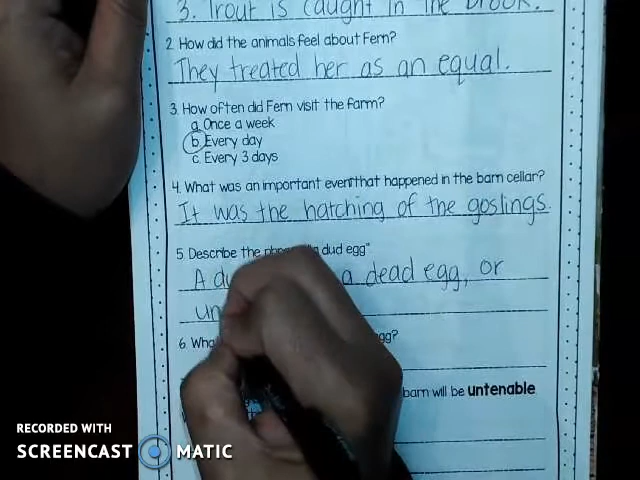 3. Trout is caught in the brook.
2. How did the animals feel about Fern?
They treated her as an equal.
3. How often did Fern visit the farm?
a. Once a week
b. Every day
c. Every 3 days
4. What was an important event that happened in the barn cellar?
It was the hatching of the goslings.
5. Describe the dud egg"
A a dead egg, or
un
6.
barn will be untenable
RECORDED WITH
SCREENCAST MATIC